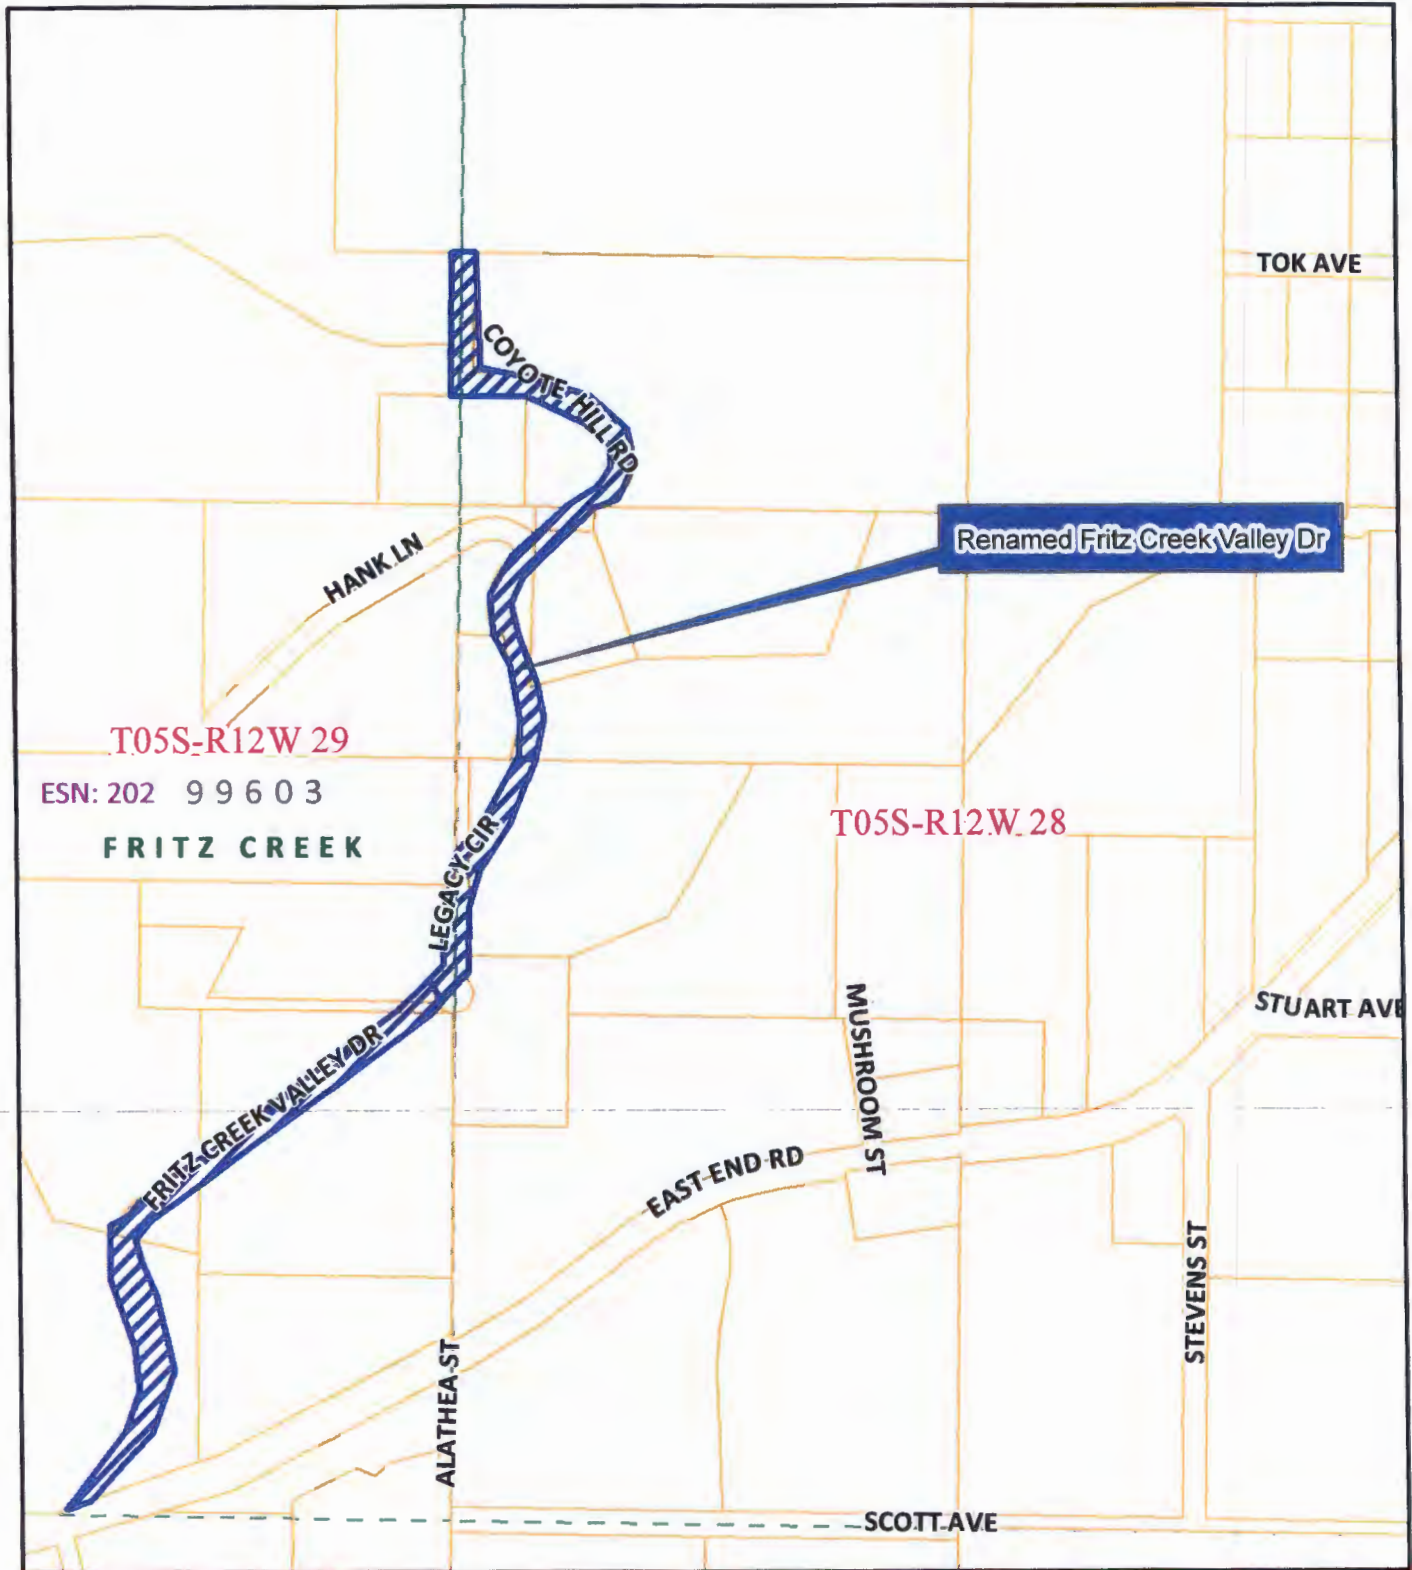 TOK AVE
COYOTE HILL RD
Renamed Fritz Creek Valley Dr
HANK LN
T05S-R12W 29
ESN: 202 99603
T05S-R12W 28
FRITZ CREEK
LEGACY CIR
STUART AVE
MUSHROOM ST
FRITZ CREEK VALLEY DR
EAST END RD
STEVENS ST
ALATHEA ST
SCOTT AVE